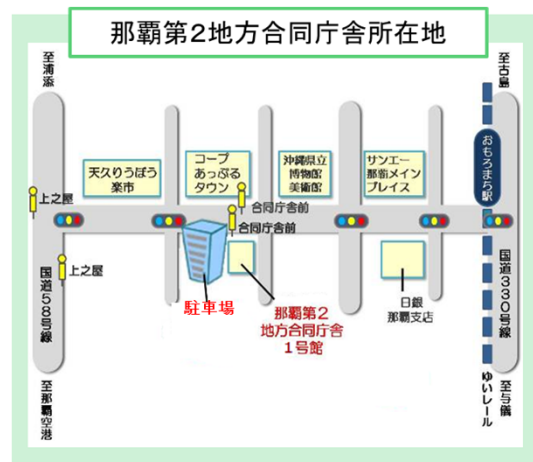 那覇第2地方合同庁舎所在地
至浦添
至古島
天久りうぼう
楽市
コープ
あっぷる
タウン
沖縄県立
博物館
美術館
サンエー
那覇メイン
プレイス
おもろまち駅
上之屋
合同庁舎前
合同庁舎前
上之屋
国道58号線
駐車場
那覇第2
地方合同庁舎
1号館
日銀
那覇支店
国道330号線
至那覇空港
ゆいレール
至与儀